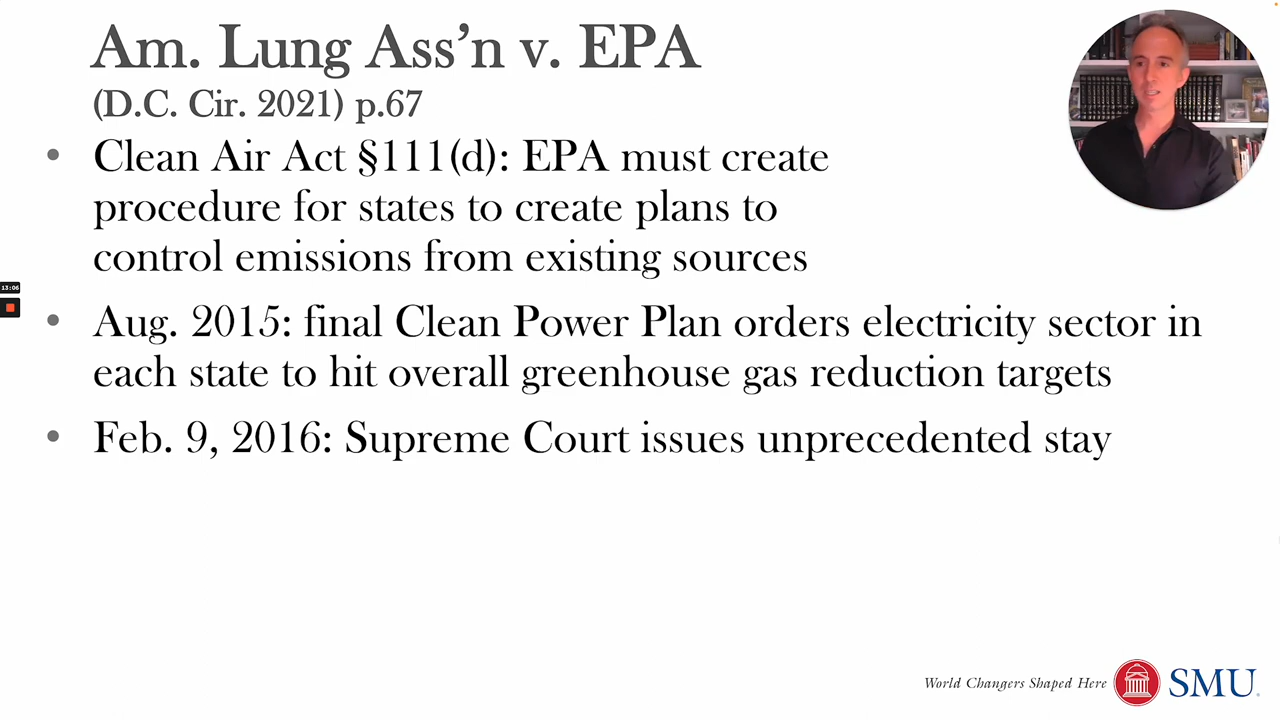 Am. Lung Ass’n v. EPA
(D.C. Cir. 2021) p.67
• Clean Air Act §111(d): EPA must create
procedure for states to create plans to
control emissions from existing sources
13:06
• Aug. 2015: final Clean Power Plan orders electricity sector in
each state to hit overall greenhouse gas reduction targets
• Feb. 9, 2016: Supreme Court issues unprecedented stay
World Changers Shaped Here
SMU